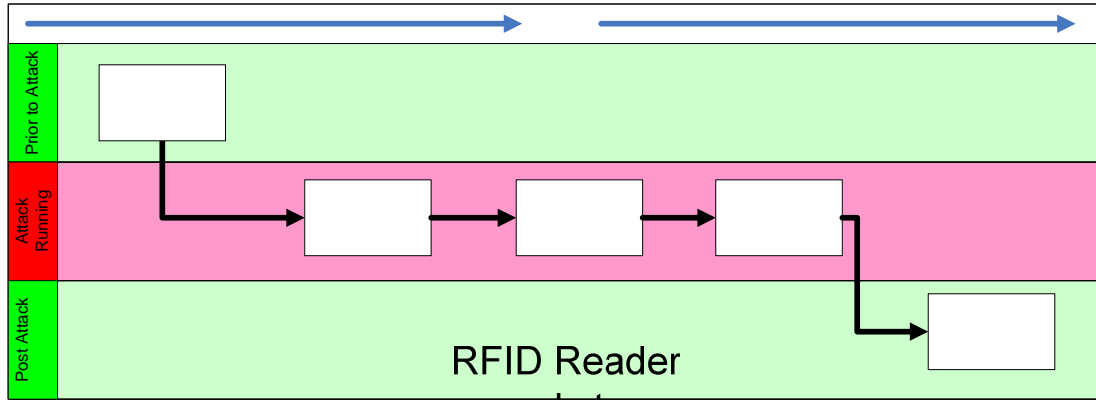 Prior to Attack
Attack
Running
Post Attack
RFID Reader